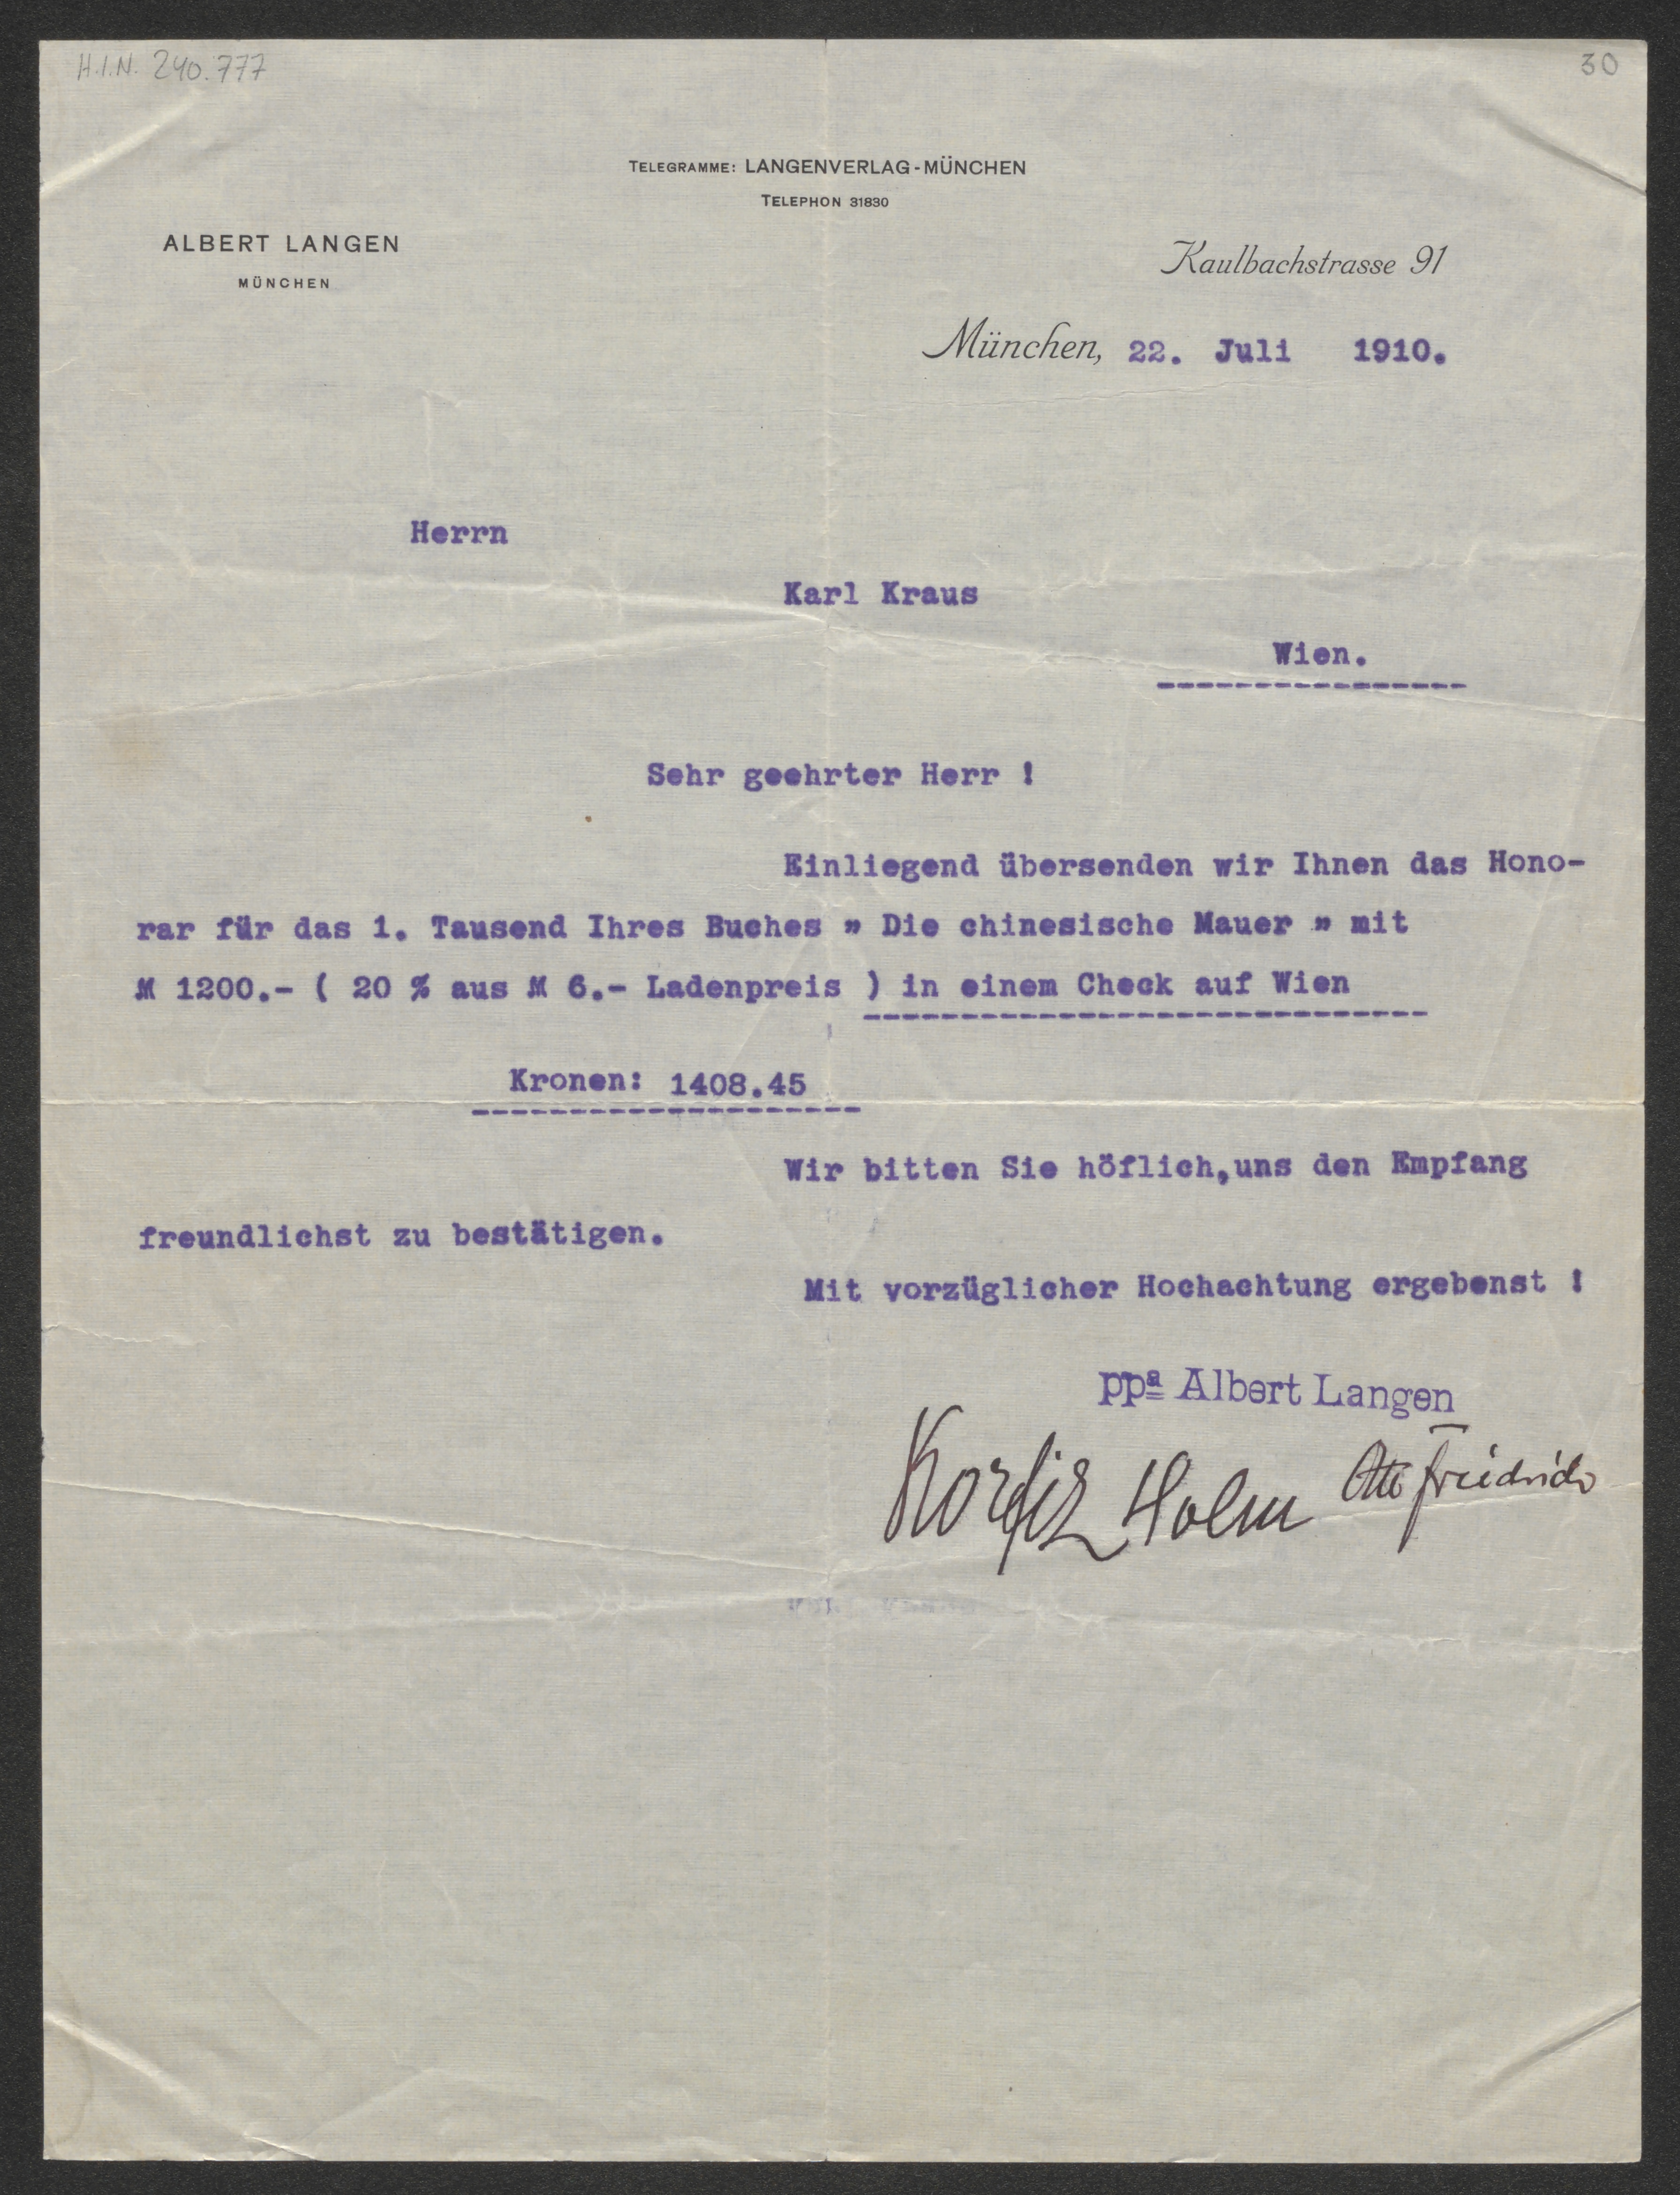 H.I.N. 240.777
30
TELEGRAMME: LANGENVERLAG-MÜNCHEN
TELEPHON 31830
ALBERT LANGEN
MÜNCHEN
Kaulbachstrasse 91
München, 22. Juli 1910.
Herrn
Karl Kraus
Wien.
Sehr geehrter Herr !
Einliegend übersenden wir Ihnen das Hono-
rar für das 1. Tausend Ihres Buches " Die chinesische Mauer " mit
M 1200.- ( 20 % aus M 6.- Ladenpreis ) in einem Check auf Wien
Kronen: 1408.45
Wir bitten Sie höflich,uns den Empfang
freundlichst zu bestätigen.
Mit vorzüglicher Hochachtung ergebenst !
ppa Albert Langen
Korfiz Holm Otto Friedrich